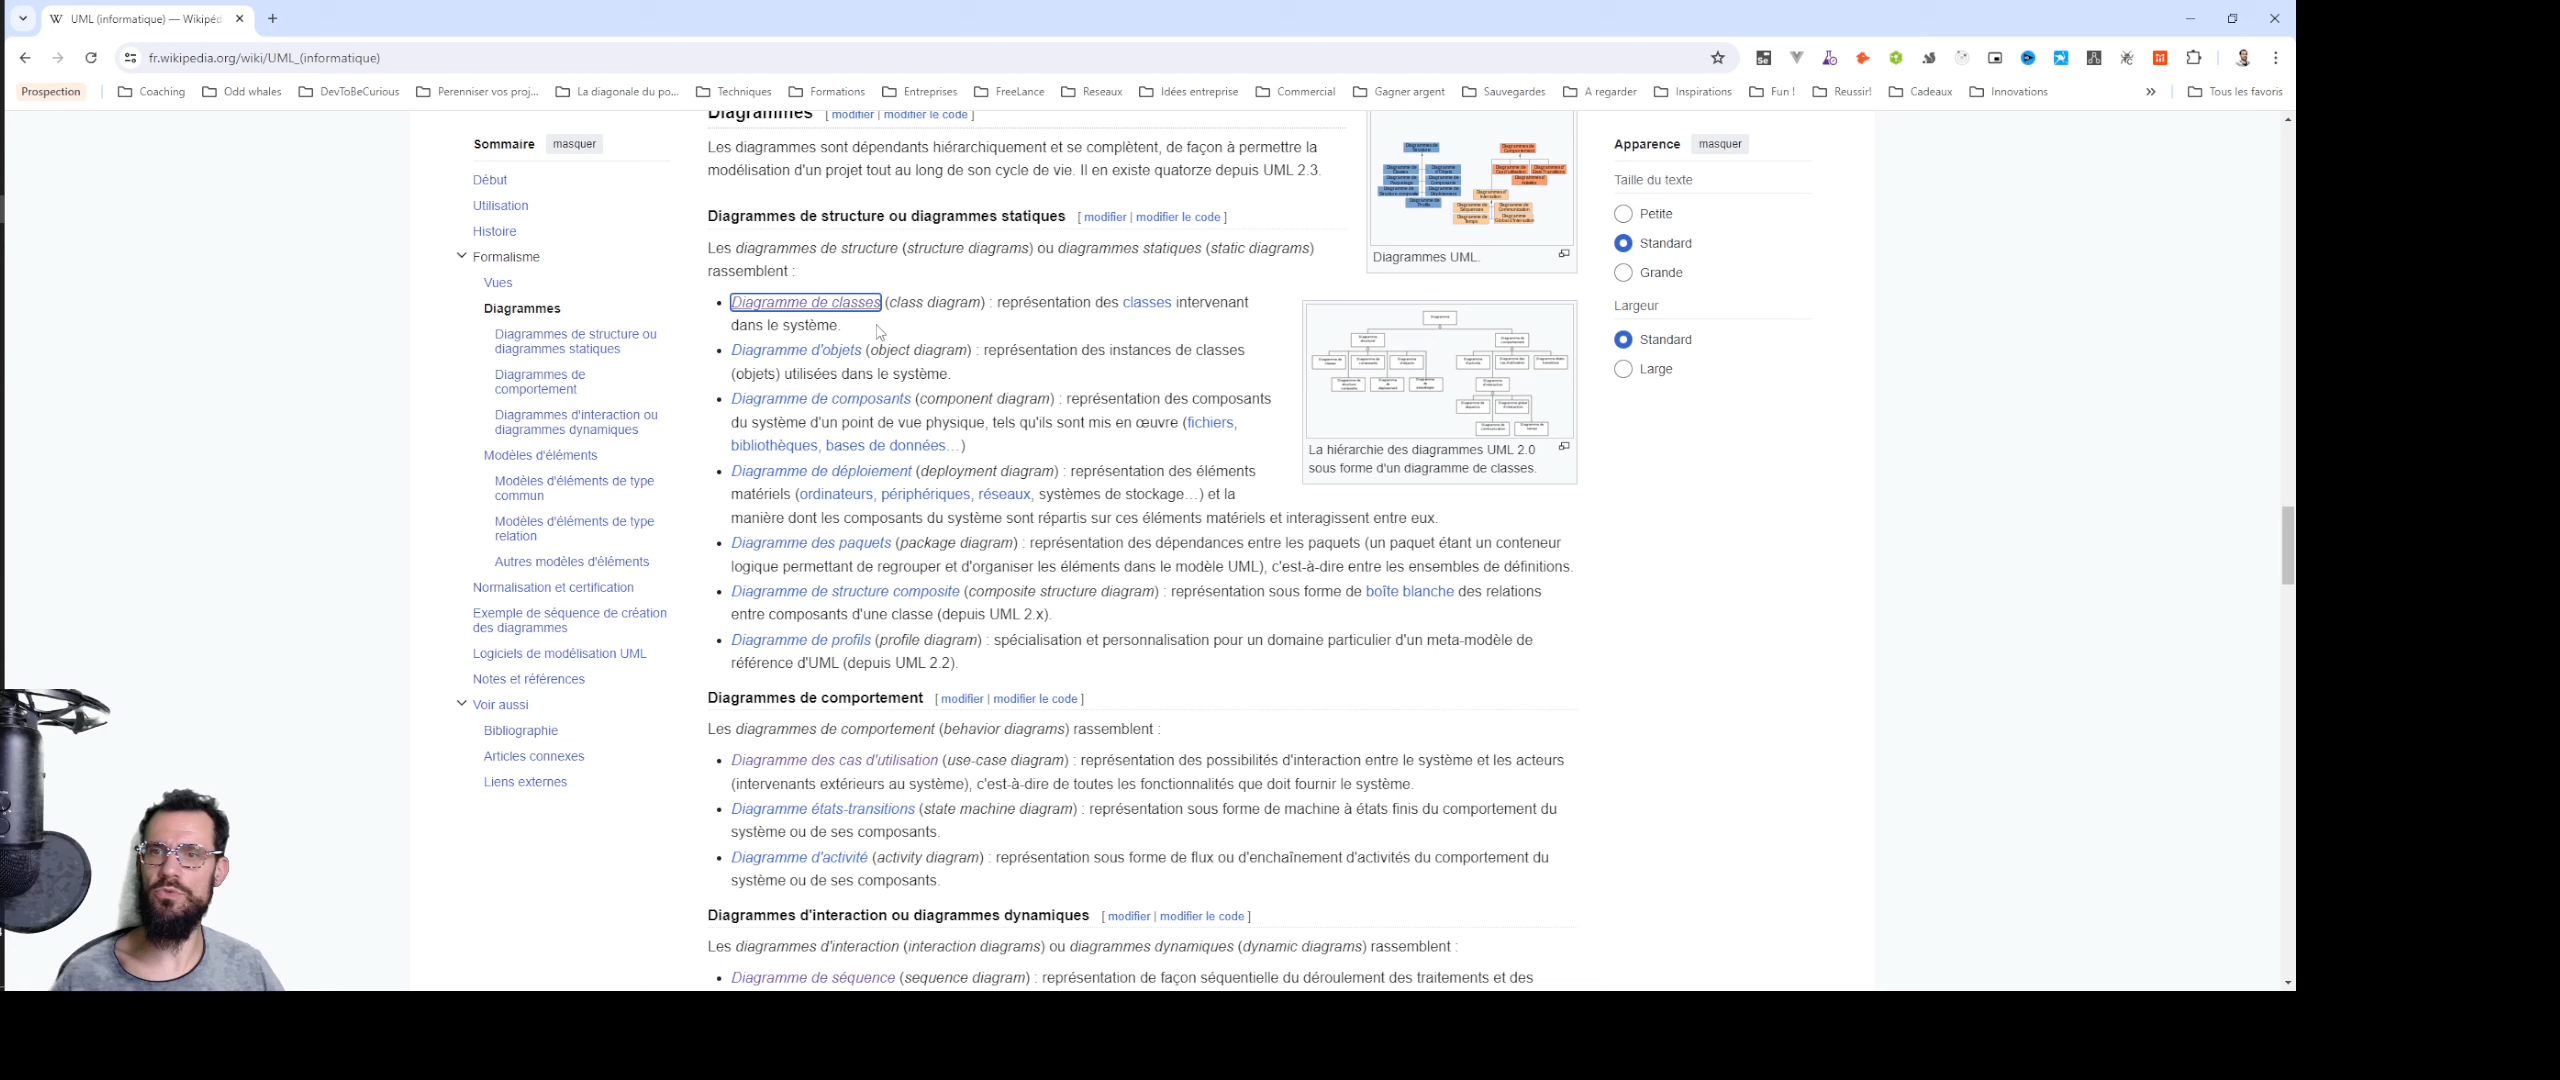 UML (informatique) — Wikipéd
fr.wikipedia.org/wiki/UML_(informatique)
Prospection
Coaching
Odd whales
DevToBeCurious
Perenniser vos proj...
La diagonale du po...
Techniques
Formations
Entreprises
FreeLance
Reseaux
Idées entreprise
Commercial
Gagner argent
Sauvegardes
A regarder
Inspirations
Fun !
Reussir!
Cadeaux
Innovations
Tous les favoris
Sommaire masquer
Début
Utilisation
Histoire
Formalisme
Vues
Diagrammes
Diagrammes de structure ou
diagrammes statiques
Diagrammes de
comportement
Diagrammes d'interaction ou
diagrammes dynamiques
Modèles d'éléments
Modèles d'éléments de type
commun
Modèles d'éléments de type
relation
Autres modèles d'éléments
Normalisation et certification
Exemple de séquence de création
des diagrammes
Logiciels de modélisation UML
Notes et références
Voir aussi
Bibliographie
Articles connexes
Liens externes
Diagrammes [ modifier | modifier le code ]
Les diagrammes sont dépendants hiérarchiquement et se complètent, de façon à permettre la
modélisation d'un projet tout au long de son cycle de vie. Il en existe quatorze depuis UML 2.3.
Diagrammes de structure ou diagrammes statiques [ modifier | modifier le code ]
Les diagrammes de structure (structure diagrams) ou diagrammes statiques (static diagrams)
rassemblent :
Diagramme de classes (class diagram) : représentation des classes intervenant
dans le système.
Diagramme d'objets (object diagram) : représentation des instances de classes
(objets) utilisées dans le système.
Diagramme de composants (component diagram) : représentation des composants
du système d'un point de vue physique, tels qu'ils sont mis en œuvre (fichiers,
bibliothèques, bases de données…)
Diagramme de déploiement (deployment diagram) : représentation des éléments
matériels (ordinateurs, périphériques, réseaux, systèmes de stockage…) et la
manière dont les composants du système sont répartis sur ces éléments matériels et interagissent entre eux.
Diagramme des paquets (package diagram) : représentation des dépendances entre les paquets (un paquet étant un conteneur
logique permettant de regrouper et d'organiser les éléments dans le modèle UML), c'est-à-dire entre les ensembles de définitions.
Diagramme de structure composite (composite structure diagram) : représentation sous forme de boîte blanche des relations
entre composants d'une classe (depuis UML 2.x).
Diagramme de profils (profile diagram) : spécialisation et personnalisation pour un domaine particulier d'un meta-modèle de
référence d'UML (depuis UML 2.2).
Diagrammes de comportement [ modifier | modifier le code ]
Les diagrammes de comportement (behavior diagrams) rassemblent :
Diagramme des cas d'utilisation (use-case diagram) : représentation des possibilités d'interaction entre le système et les acteurs
(intervenants extérieurs au système), c'est-à-dire de toutes les fonctionnalités que doit fournir le système.
Diagramme états-transitions (state machine diagram) : représentation sous forme de machine à états finis du comportement du
système ou de ses composants.
Diagramme d'activité (activity diagram) : représentation sous forme de flux ou d'enchaînement d'activités du comportement du
système ou de ses composants.
Diagrammes d'interaction ou diagrammes dynamiques [ modifier | modifier le code ]
Les diagrammes d'interaction (interaction diagrams) ou diagrammes dynamiques (dynamic diagrams) rassemblent :
Diagramme de séquence (sequence diagram) : représentation de façon séquentielle du déroulement des traitements et des
Diagrammes UML.
La hiérarchie des diagrammes UML 2.0
sous forme d'un diagramme de classes.
Apparence masquer
Taille du texte
Petite
Standard
Grande
Largeur
Standard
Large